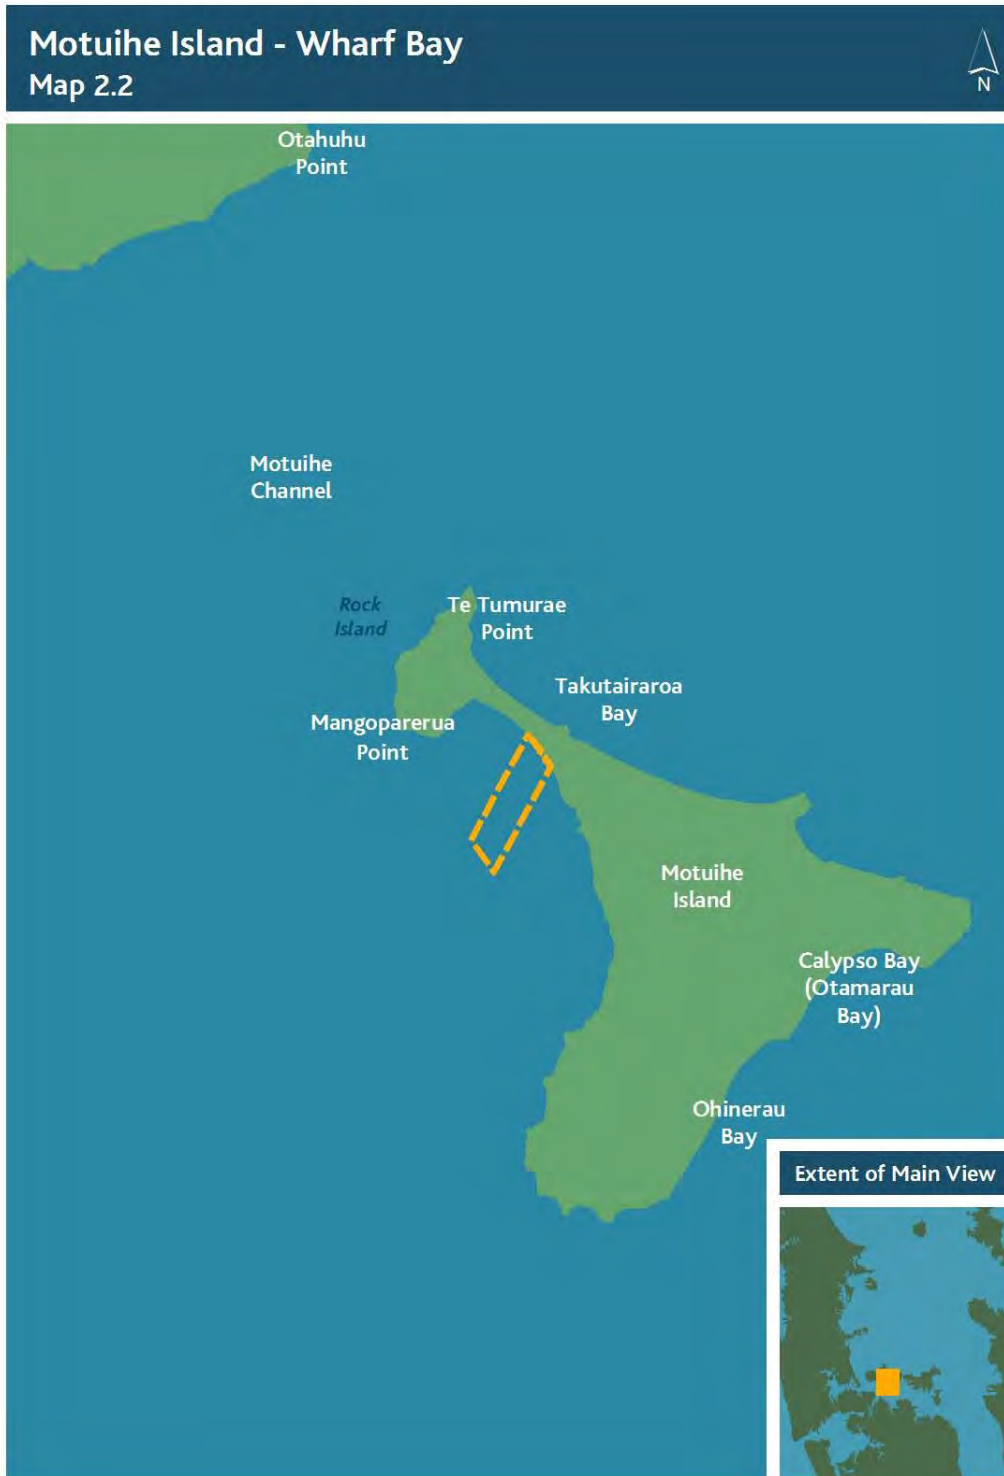 Motuihe Island - Wharf Bay
Map 2.2
N
Otahuhu
Point
Motuihe
Channel
Rock
Island
Te Tumurae
Point
Takutairaroa
Bay
Mangoparerua
Point
Motuihe
Island
Calypso Bay
(Otamarau
Bay)
Ohinerau
Bay
Extent of Main View